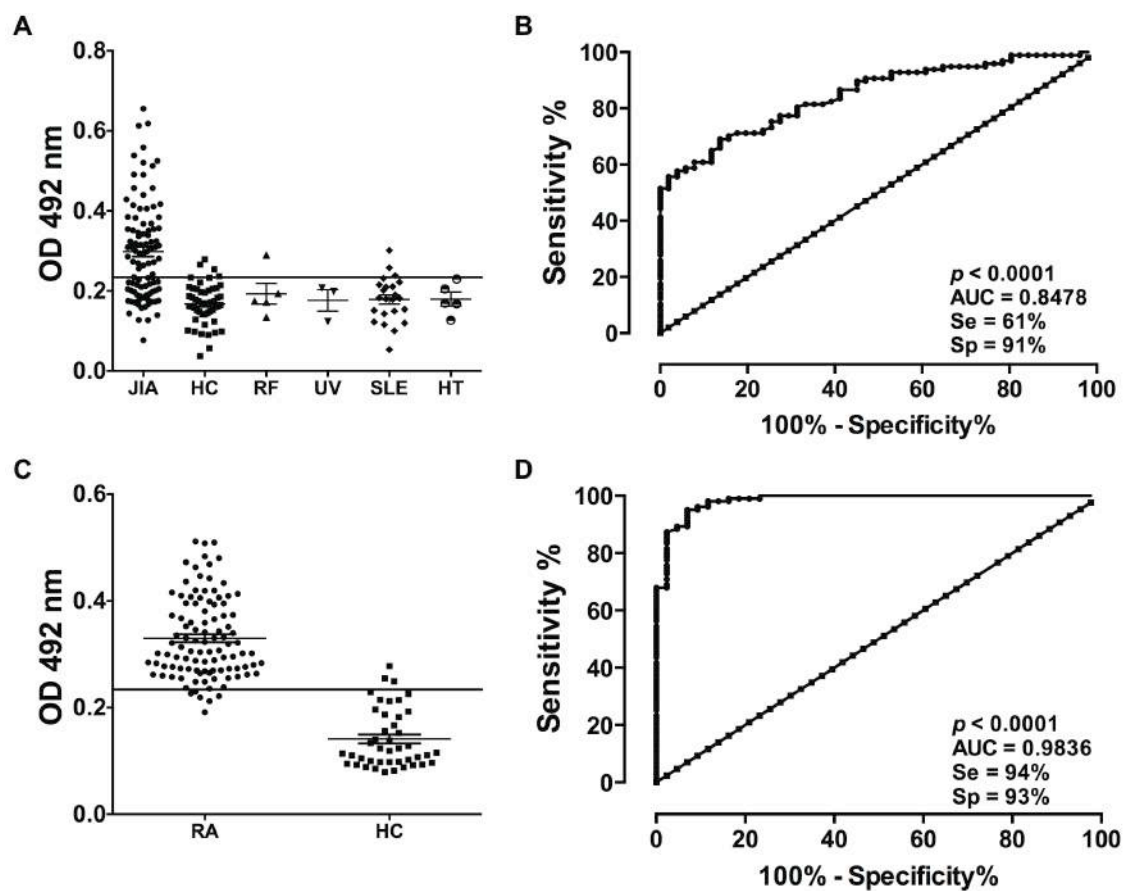 A
OD 492 nm
0.8
0.6
0.4
0.2
0.0
JIA HC RF UV SLE HT
B
Sensitivity %
100
80
60
40
20
0
p < 0.0001
AUC = 0.8478
Se = 61%
Sp = 91%
0 20 40 60 80 100
100% - Specificity%
C
OD 492 nm
0.6
0.4
0.2
0.0
RA HC
D
Sensitivity %
100
80
60
40
20
0
p < 0.0001
AUC = 0.9836
Se = 94%
Sp = 93%
0 20 40 60 80 100
100% - Specificity%